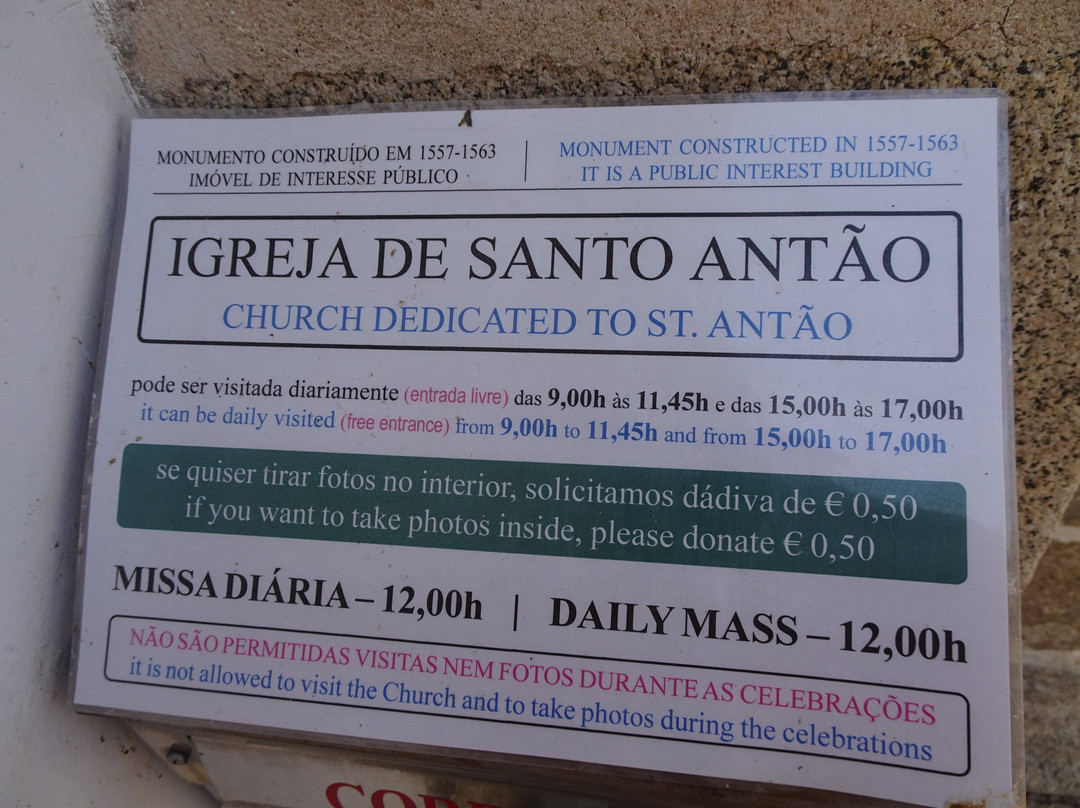 MONUMENTO CONSTRUÍDO EM 1557-1563
IMÓVEL DE INTERESSE PÚBLICO
MONUMENT CONSTRUCTED IN 1557-1563
IT IS A PUBLIC INTEREST BUILDING
IGREJA DE SANTO ANTÃO
CHURCH DEDICATED TO ST. ANTÃO
pode ser visitada diariamente (entrada livre) das 9,00h às 11,45h e das 15,00h às 17,00h
it can be daily visited (free entrance) from 9,00h to 11,45h and from 15,00h to 17,00h
se quiser tirar fotos no interior, solicitamos dádiva de € 0,50
if you want to take photos inside, please donate € 0,50
MISSA DIÁRIA – 12,00h | DAILY MASS – 12,00h
NÃO SÃO PERMITIDAS VISITAS NEM FOTOS DURANTE AS CELEBRAÇÕES
it is not allowed to visit the Church and to take photos during the celebrations